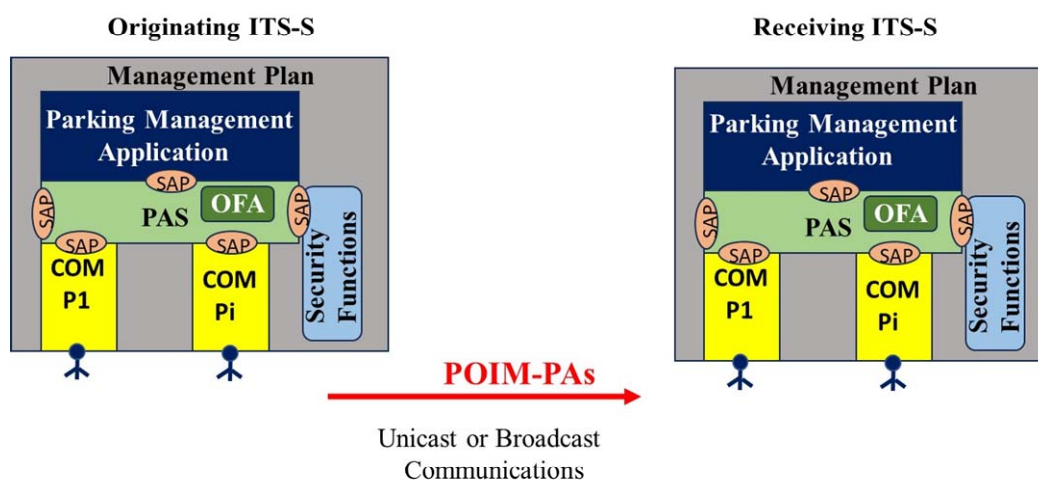 Originating ITS-S
Management Plan
Parking Management
Application
SAP
SAP
OFA
SAP
PAS
SAP
SAP
COM
P1
COM
Pi
Security
Functions
Receiving ITS-S
Management Plan
Parking Management
Application
SAP
SAP
OFA
SAP
PAS
SAP
SAP
COM
P1
COM
Pi
Security
Functions
POIM-PAs
Unicast or Broadcast
Communications